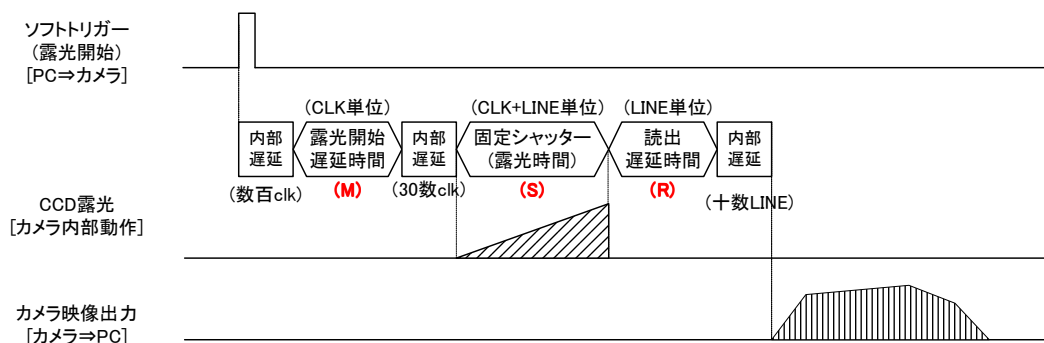 ソフトトリガー
(露光開始)
[PC⇒カメラ]
(CLK単位)
(CLK+LINE単位)
(LINE単位)
内部
遅延
露光開始
遅延時間
内部
遅延
固定シャッター
(露光時間)
読出
遅延時間
内部
遅延
(数百clk)
(M)
(30数clk)
(S)
(R)
(十数LINE)
CCD露光
[カメラ内部動作]
カメラ映像出力
[カメラ⇒PC]